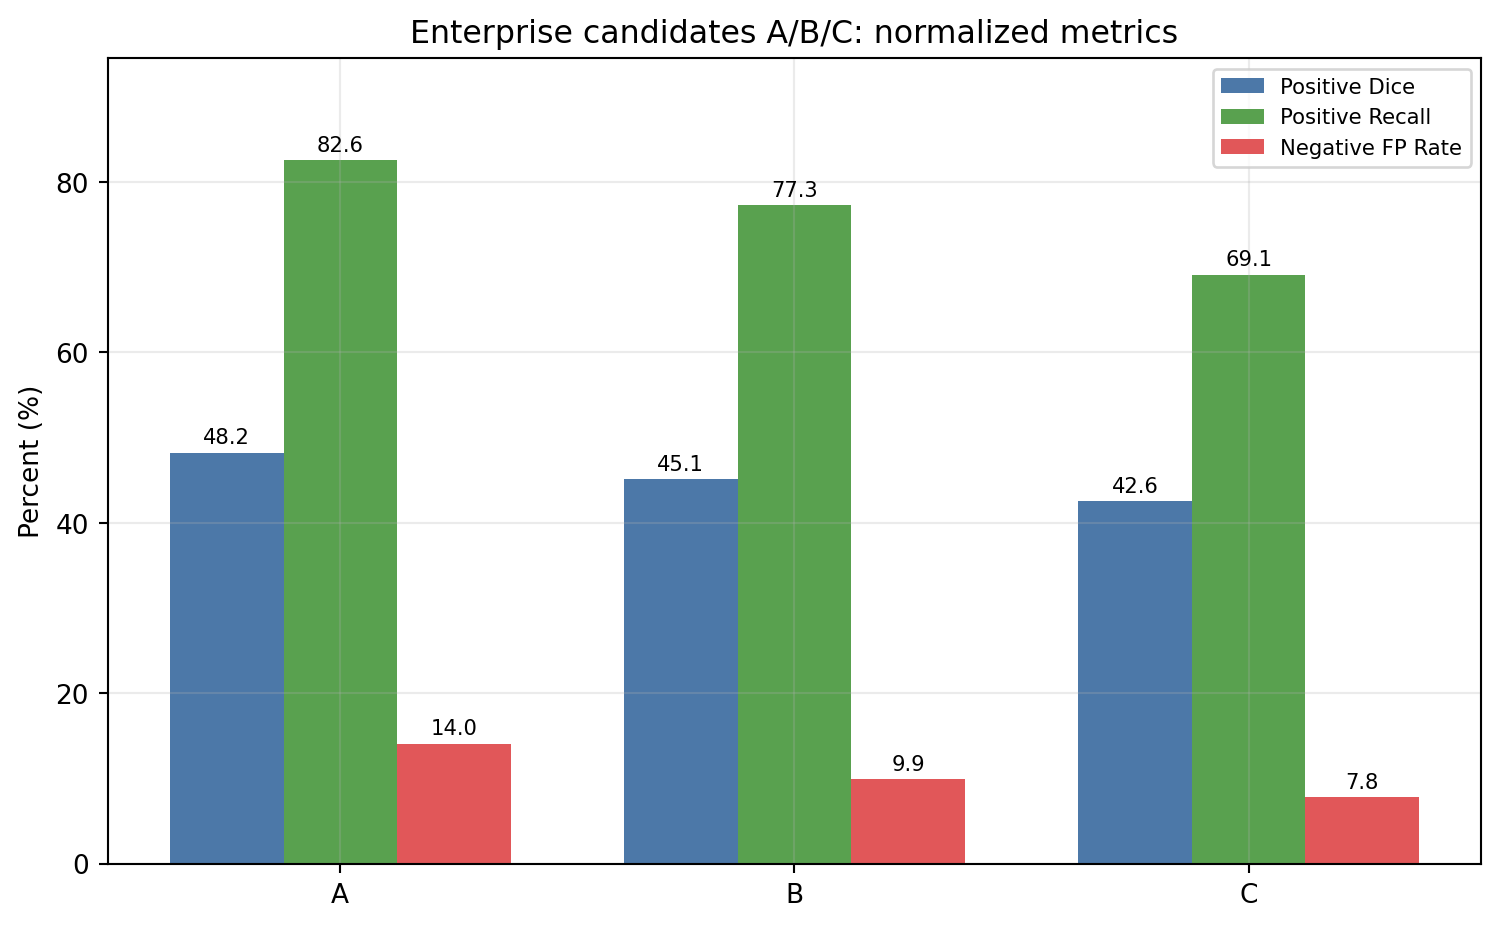 Enterprise candidates A/B/C: normalized metrics
Positive Dice
Positive Recall
Negative FP Rate
Percent (%)
80
60
40
20
0
48.2
82.6
14.0
45.1
77.3
9.9
42.6
69.1
7.8
A
B
C